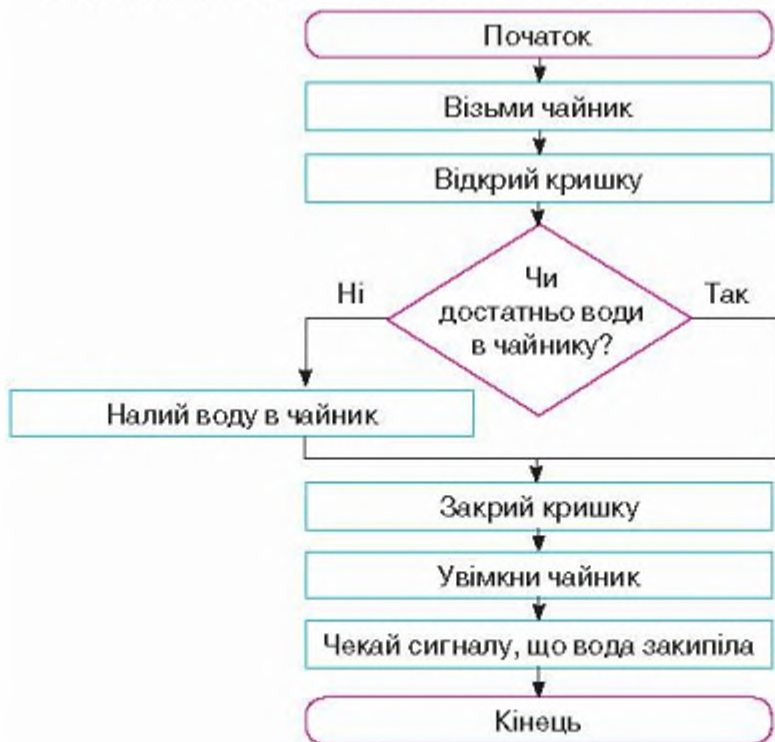 Початок
Візьми чайник
Відкрий кришку
Чи
достатньо води
в чайнику?
Ні
Так
Налий воду в чайник
Закрий кришку
Увімкни чайник
Чекай сигналу, що вода закипіла
Кінець